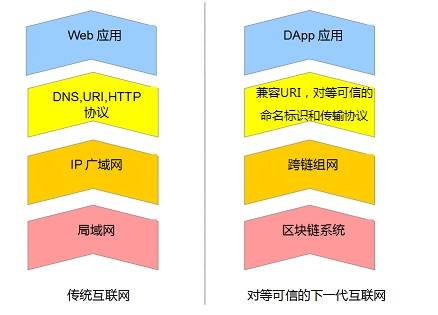 Web 应用
DNS,URI,HTTP
协议
IP 广域网
局域网
传统互联网
DApp 应用
兼容URI，对等可信的
命名标识和传输协议
跨链组网
区块链系统
对等可信的下一代互联网